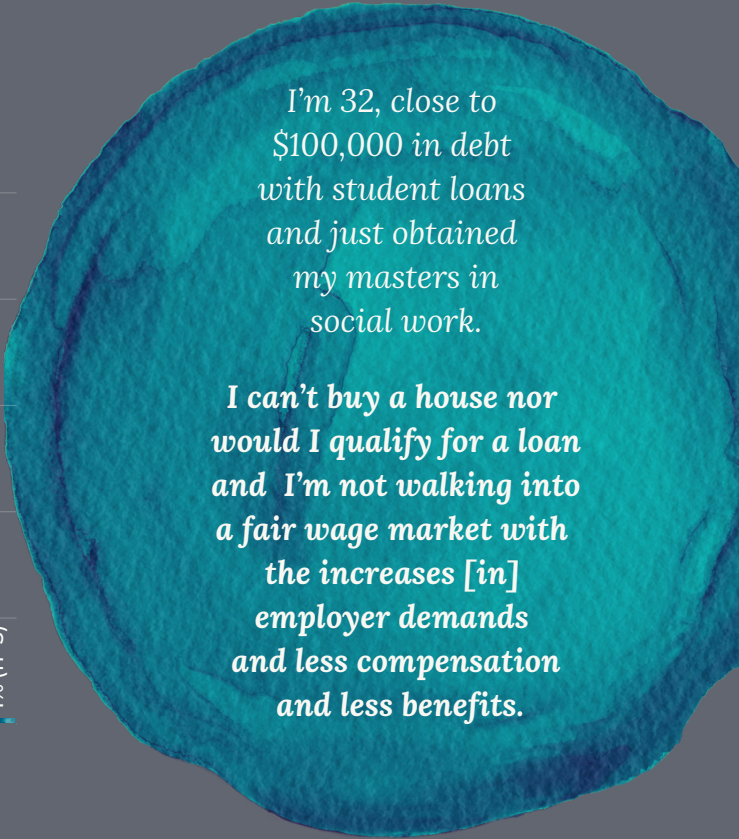 I’m 32, close to
$100,000 in debt
with student loans
and just obtained
my masters in
social work.
I can’t buy a house nor
would I qualify for a loan
and  I’m not walking into
a fair wage market with
the increases [in]
employer demands
and less compensation
and less benefits.